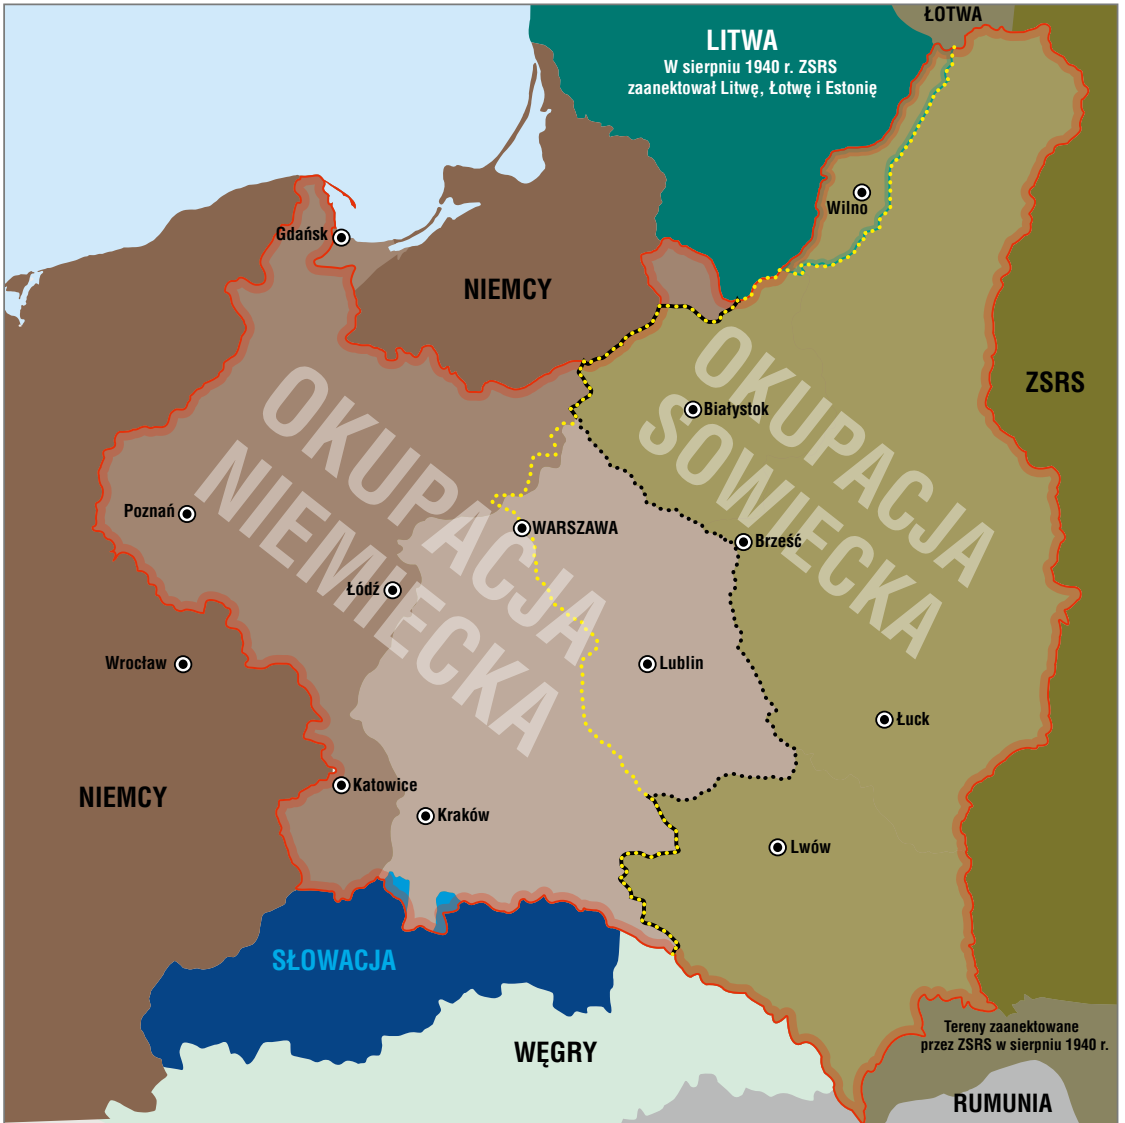 ŁOTWA
LITWA
W sierpniu 1940 r. ZSRS
zaanektował Litwę, Łotwę i Estonię
Wilno
Gdańsk
NIEMCY
ZSRS
OKUPACJA
SOWIECKA
Białystok
OKUPACJA
NIEMIECKA
Poznań
WARSZAWA
Brześć
Łódź
Wrocław
Lublin
Łuck
NIEMCY
Katowice
Kraków
Lwów
SŁOWACJA
WĘGRY
Tereny zaanektowane
przez ZSRS w sierpniu 1940 r.
RUMUNIA